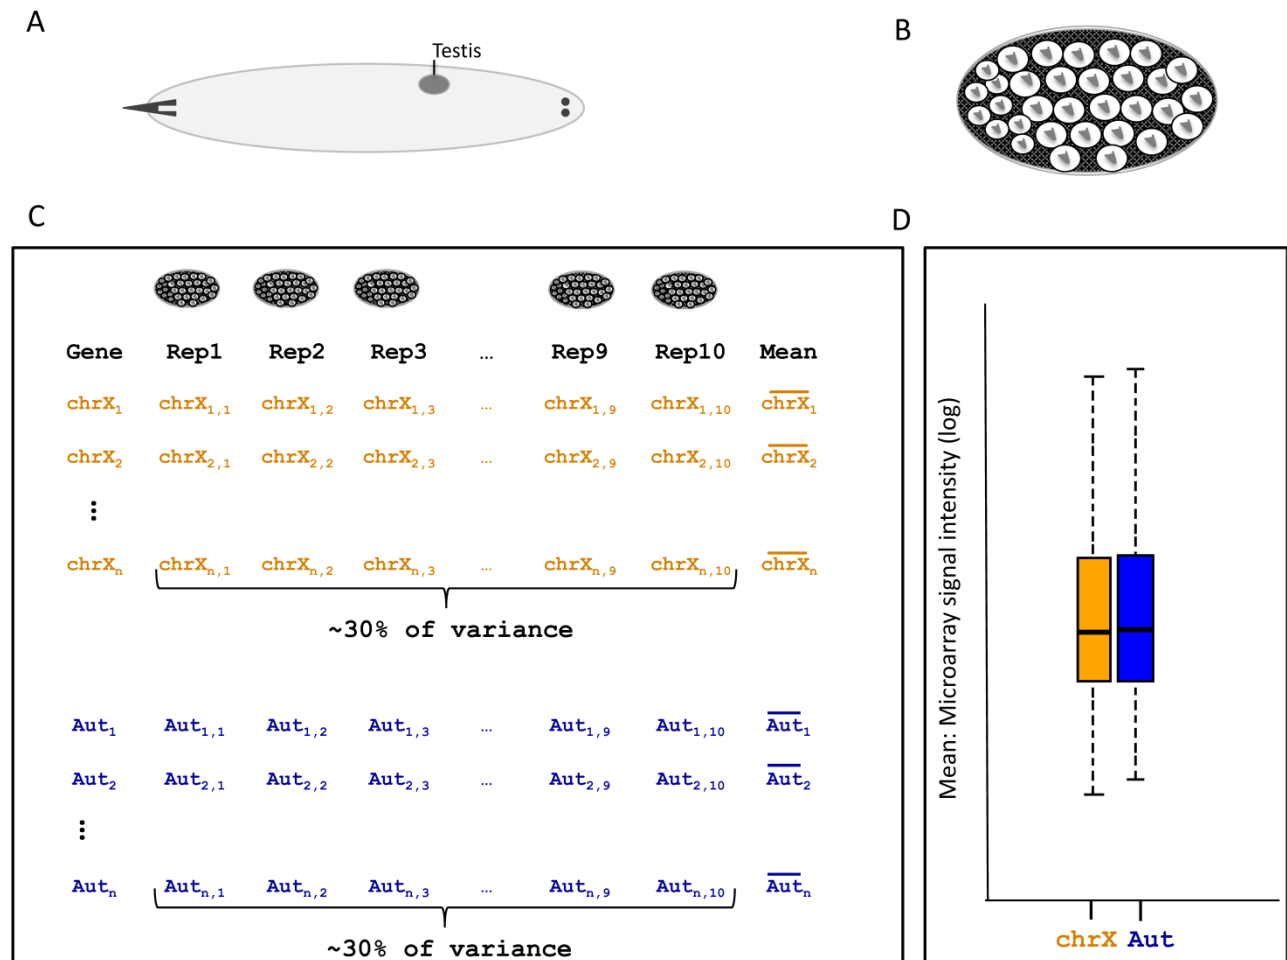 A
Testis
B
C
Gene Rep1 Rep2 Rep3 ... Rep9 Rep10 Mean
chrX1 chrX1,1 chrX1,2 chrX1,3 ... chrX1,9 chrX1,10 chrX1
chrX2 chrX2,1 chrX2,2 chrX2,3 ... chrX2,9 chrX2,10 chrX2
⋮
chrXn chrXn,1 chrXn,2 chrXn,3 ... chrXn,9 chrXn,10 chrXn
~30% of variance
Aut1 Aut1,1 Aut1,2 Aut1,3 ... Aut1,9 Aut1,10 Aut1
Aut2 Aut2,1 Aut2,2 Aut2,3 ... Aut2,9 Aut2,10 Aut2
⋮
Autn Autn,1 Autn,2 Autn,3 ... Autn,9 Autn,10 Autn
~30% of variance
D
Mean: Microarray signal intensity (log)
chrX Aut